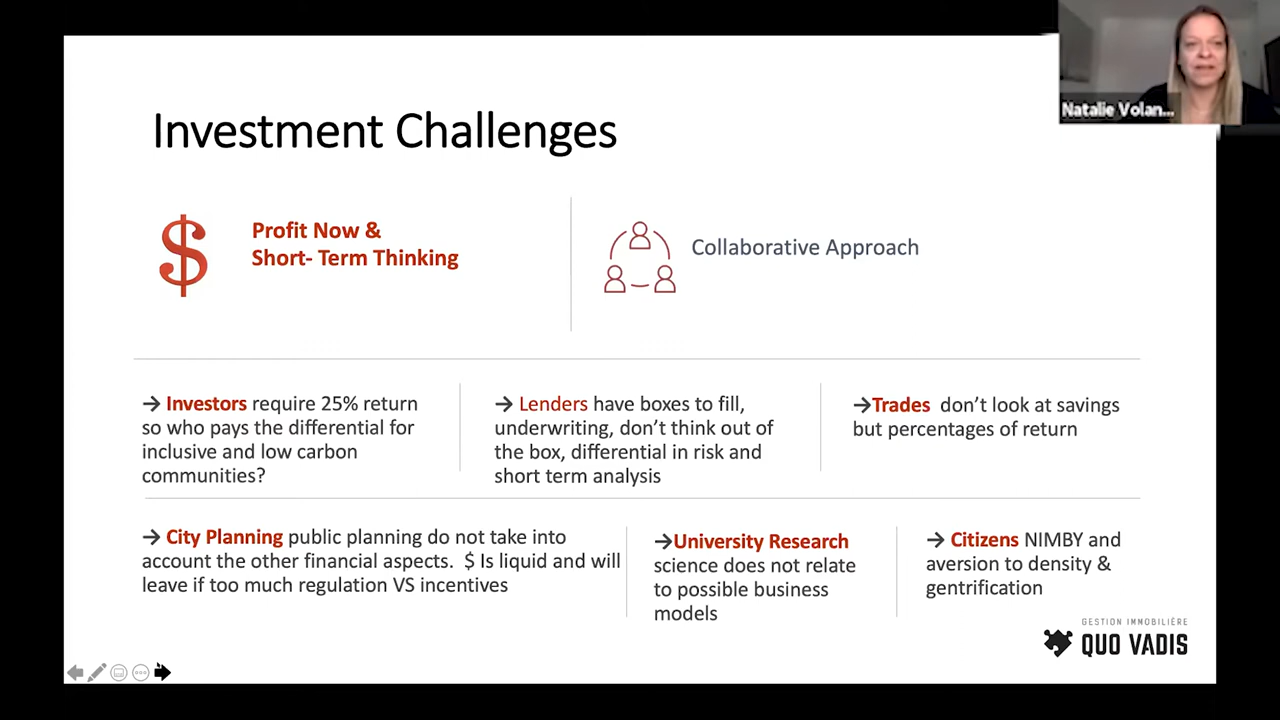 Natalie Volan...
Investment Challenges
$
Profit Now &
Short- Term Thinking
Collaborative Approach
→ Investors require 25% return
so who pays the differential for
inclusive and low carbon
communities?
→ Lenders have boxes to fill,
underwriting, don’t think out of
the box, differential in risk and
short term analysis
→Trades don’t look at savings
but percentages of return
→ City Planning public planning do not take into
account the other financial aspects. $ Is liquid and will
leave if too much regulation VS incentives
→University Research
science does not relate
to possible business
models
→ Citizens NIMBY and
aversion to density &
gentrification
GESTION IMMOBILIÈRE
QUO VADIS